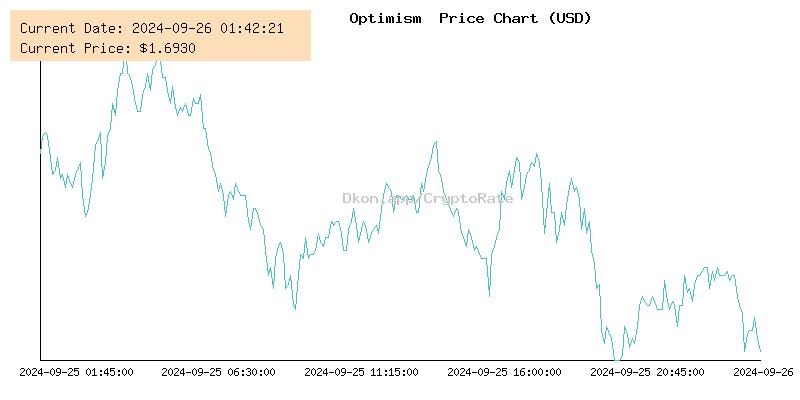 Optimism Price Chart (USD)
Current Date: 2024-09-26 01:42:21
Current Price: $1.6930
Dkon.app/CryptoRate
2024-09-25 01:45:00 2024-09-25 06:30:00 2024-09-25 11:15:00 2024-09-25 16:00:00 2024-09-25 20:45:00 2024-09-26